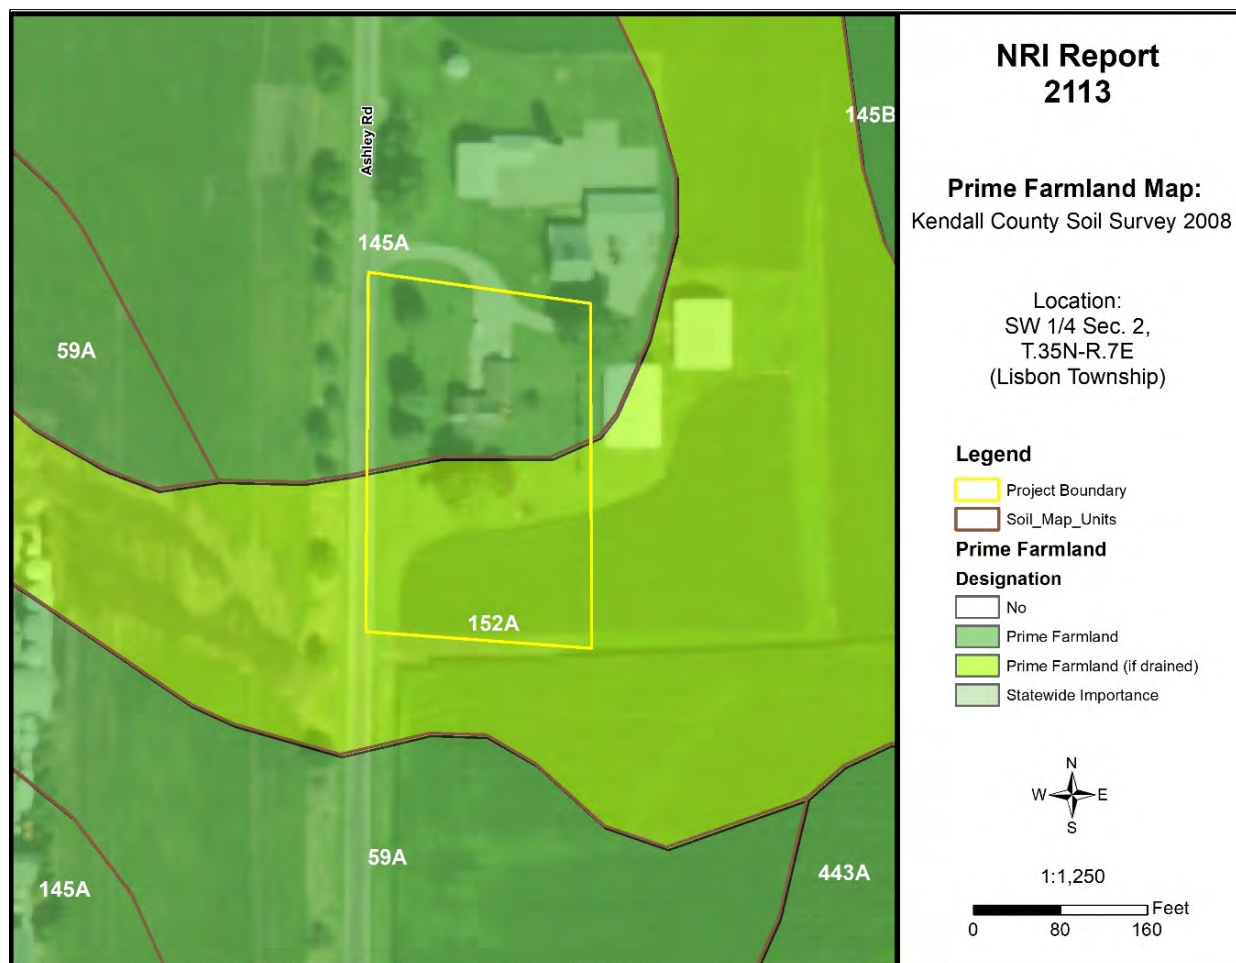 NRI Report
2113
Prime Farmland Map:
Kendall County Soil Survey 2008
Location:
SW 1/4 Sec. 2,
T.35N-R.7E
(Lisbon Township)
Legend
Project Boundary
Soil_Map_Units
Prime Farmland
Designation
No
Prime Farmland
Prime Farmland (if drained)
Statewide Importance
N
W E
S
1:1,250
Feet
0 80 160
Ashley Rd
145B
145A
59A
152A
59A
443A
145A